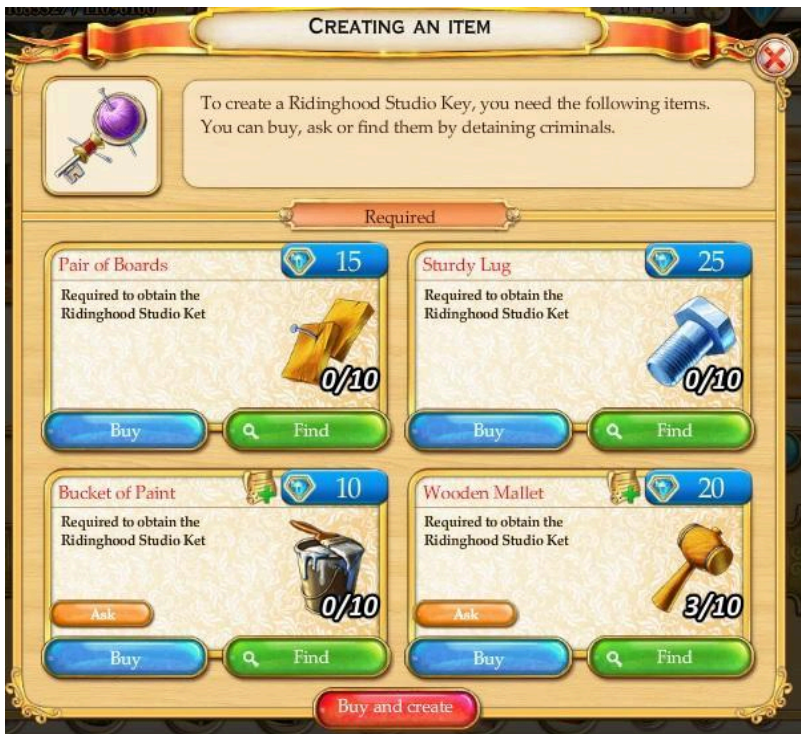 CREATING AN ITEM
To create a Ridinghood Studio Key, you need the following items.
You can buy, ask or find them by detaining criminals.
Required
Pair of Boards
15
Required to obtain the
Ridinghood Studio Ket
0/10
Buy
Find
Sturdy Lug
25
Required to obtain the
Ridinghood Studio Ket
0/10
Buy
Find
Bucket of Paint
10
Required to obtain the
Ridinghood Studio Ket
0/10
Ask
Buy
Find
Wooden Mallet
20
Required to obtain the
Ridinghood Studio Ket
3/10
Ask
Buy
Find
Buy and create